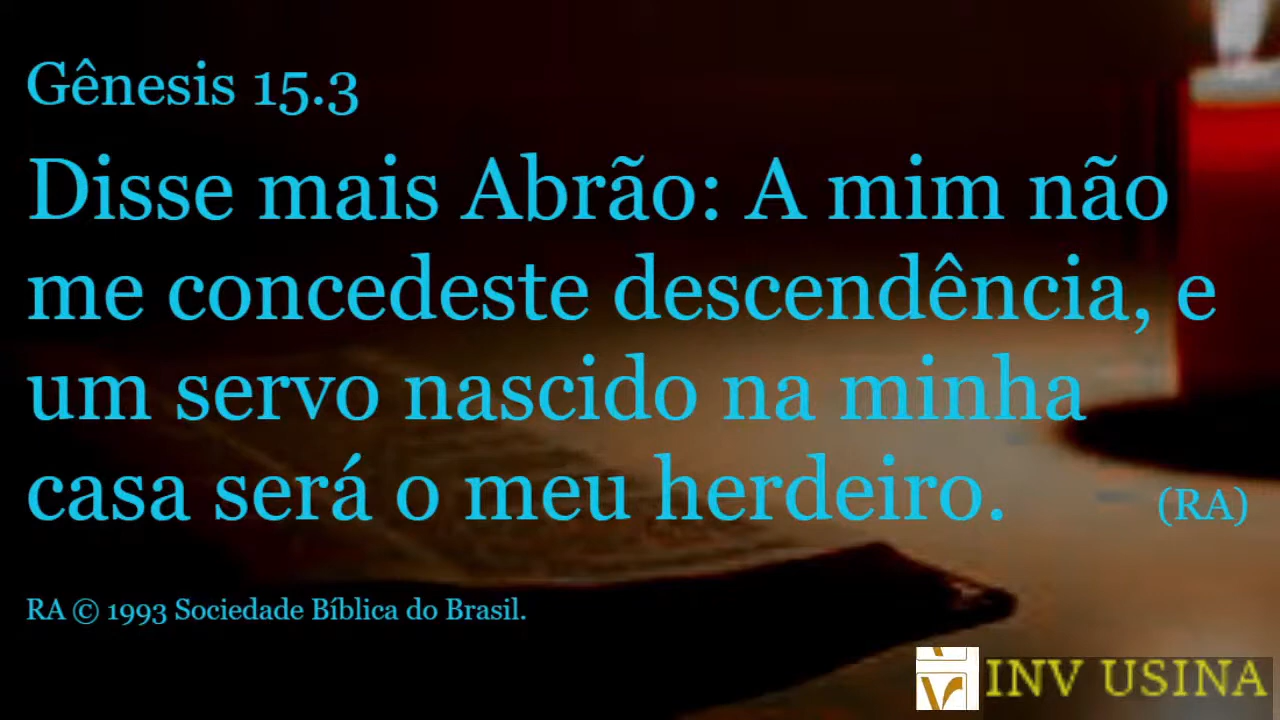 Gênesis 15.3
Disse mais Abrão: A mim não
me concedeste descendência, e
um servo nascido na minha
casa será o meu herdeiro. (RA)
RA © 1993 Sociedade Bíblica do Brasil.
INV USINA